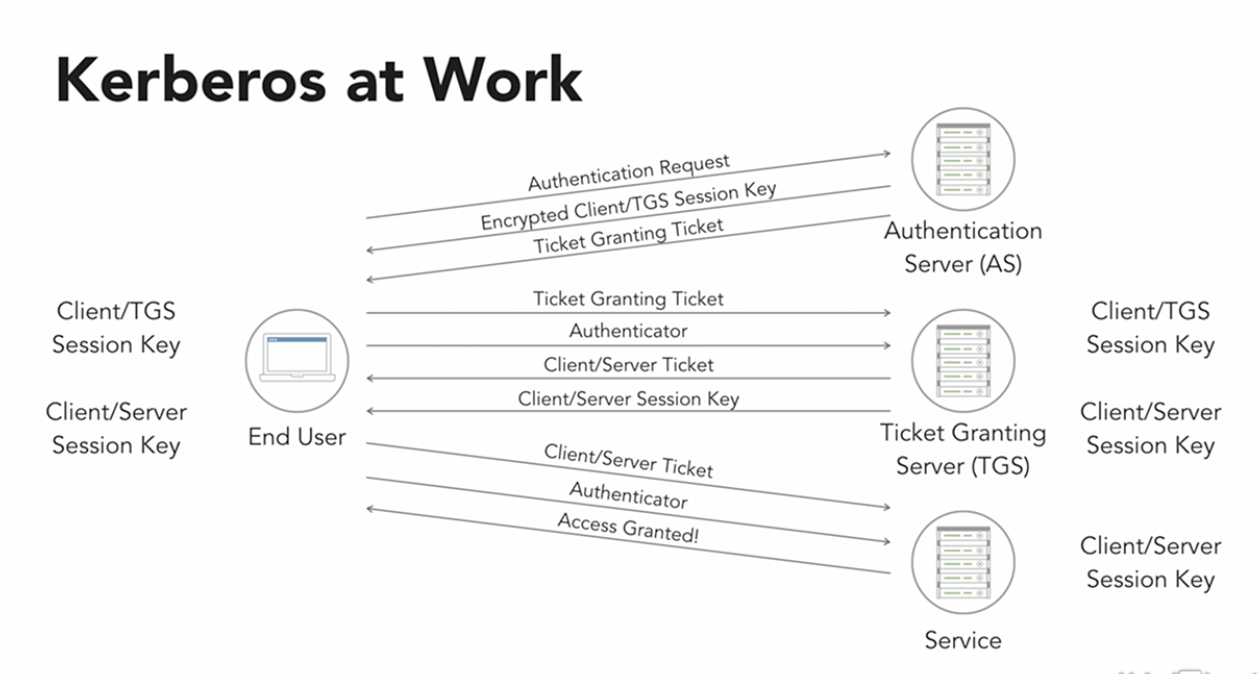 Kerberos at Work
Authentication Request
Encrypted Client/TGS Session Key
Ticket Granting Ticket
Authentication
Server (AS)
Ticket Granting Ticket
Authenticator
Client/Server Ticket
Client/Server Session Key
Client/TGS
Session Key
Client/Server
Session Key
End User
Client/TGS
Session Key
Client/Server
Session Key
Ticket Granting
Server (TGS)
Client/Server Ticket
Authenticator
Access Granted!
Client/Server
Session Key
Service